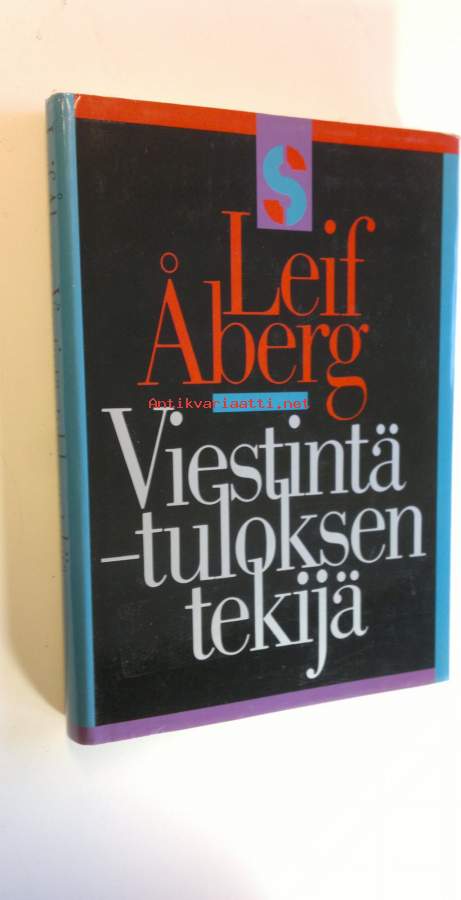 S
Leif
Åberg
Antikvariaatti.net
Viestintä
–tuloksen
tekijä